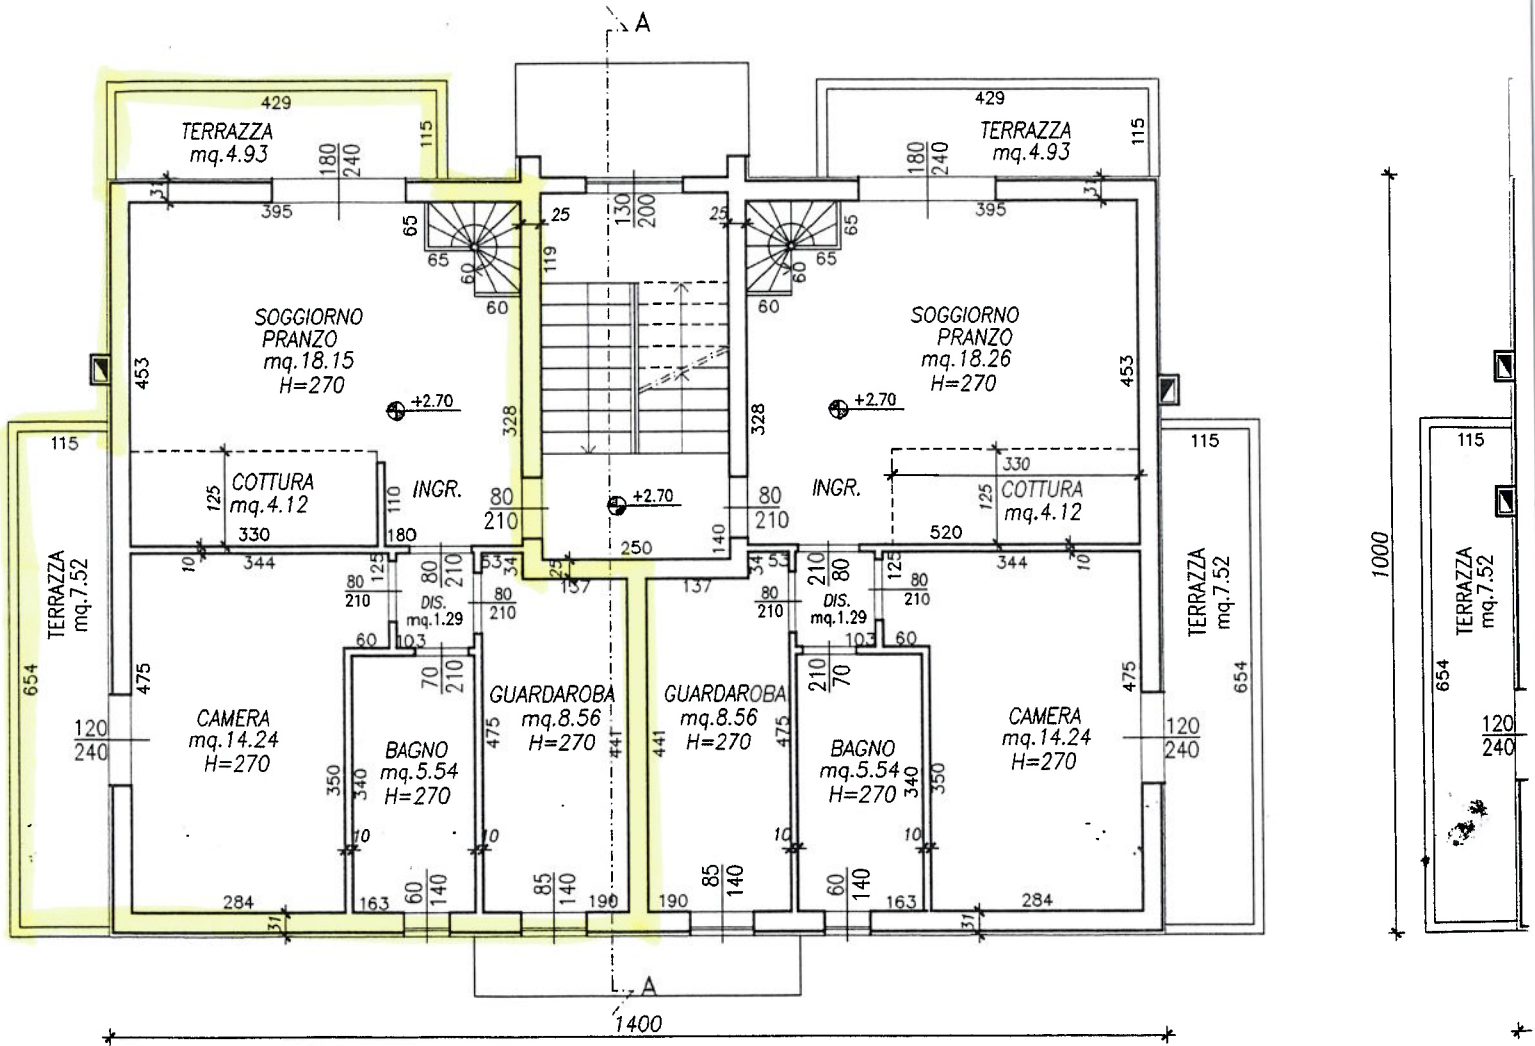 A
429
TERRAZZA
mq.4.93
115
180
240
31
395
65
65
60
60
25
119
130
200
25
429
TERRAZZA
mq.4.93
115
180
240
31
395
65
65
60
60
SOGGIORNO
PRANZO
mq.18.15
H=270
453
+2.70
328
SOGGIORNO
PRANZO
mq.18.26
H=270
453
+2.70
328
115
115
115
COTTURA
mq.4.12
125
330
110
INGR.
180
80
210
+2.70
80
210
INGR.
330
COTTURA
mq.4.12
125
520
250
140
10
344
125
80
210
53
34
25
137
137
34
53
210
80
125
344
10
80
210
DIS.
mq.1.29
80
210
80
210
DIS.
mq.1.29
80
210
60
103
70
210
103
60
210
70
TERRAZZA
mq.7.52
654
475
120
240
CAMERA
mq.14.24
H=270
350
340
BAGNO
mq.5.54
H=270
475
GUARDAROBA
mq.8.56
H=270
441
441
GUARDAROBA
mq.8.56
H=270
475
BAGNO
mq.5.54
H=270
340
350
CAMERA
mq.14.24
H=270
475
120
240
TERRAZZA
mq.7.52
654
1000
TERRAZZA
mq.7.52
654
120
240
10
10
10
10
284
31
163
60
140
85
140
190
190
85
140
60
140
163
31
284
A
1400